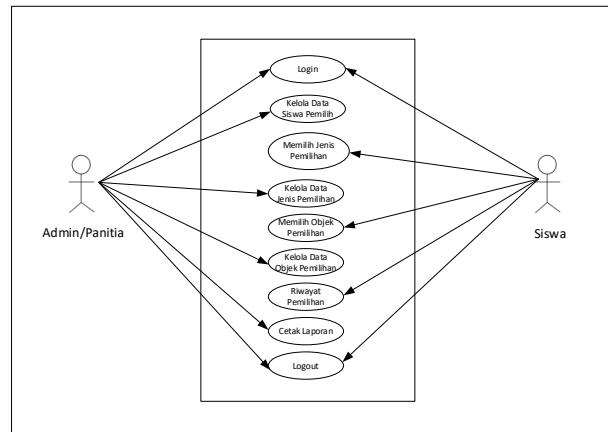 Login
Kelola Data
Siswa Pemilih
Memilih Jenis
Pemilihan
Kelola Data
Jenis Pemilihan
Memilih Objek
Pemilihan
Kelola Data
Objek Pemilihan
Riwayat
Pemilihan
Cetak Laporan
Logout
Admin/Panitia
Siswa